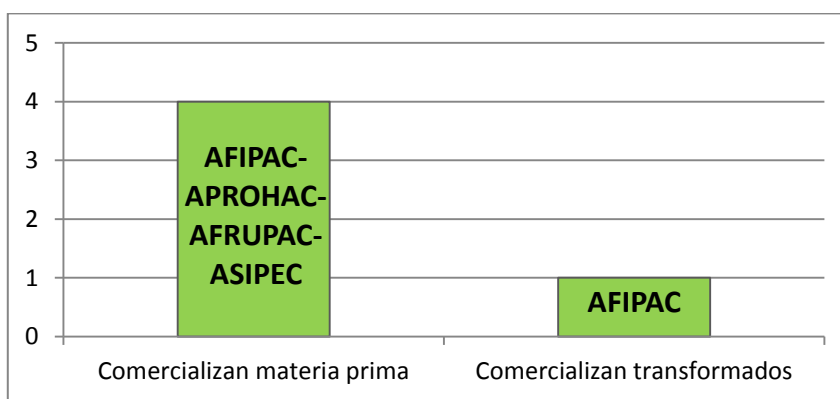 5
4
3
2
1
0
AFIPAC-
APROHAC-
AFRUPAC-
ASIPEC
AFIPAC
Comercializan materia prima
Comercializan transformados